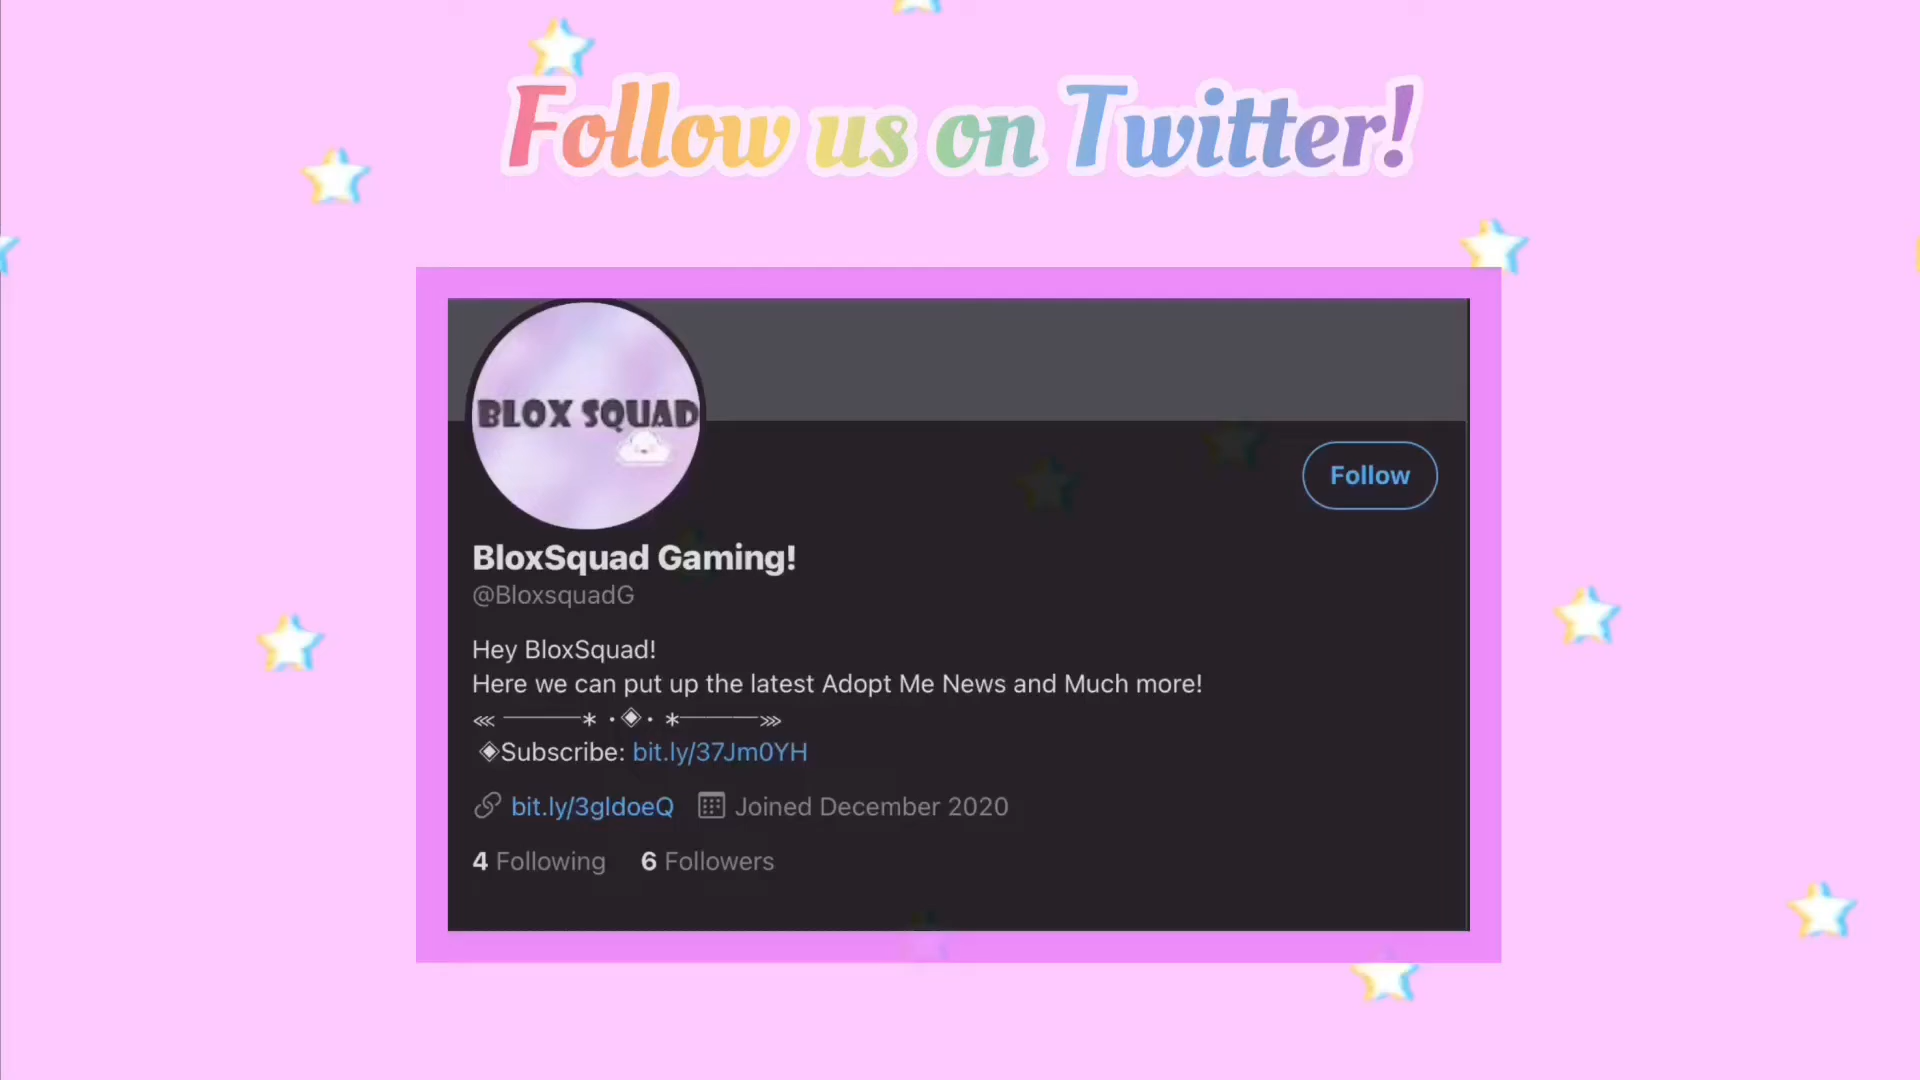 Follow us on Twitter!
BLOX SQUAD
Follow
BloxSquad Gaming!
@BloxsquadG
Hey BloxSquad!
Here we can put up the latest Adopt Me News and Much more!
⋘ ──────∗ ⋅◈⋅ ∗──────⋙
◈Subscribe: bit.ly/37Jm0YH
bit.ly/3gldoeQ Joined December 2020
4 Following 6 Followers